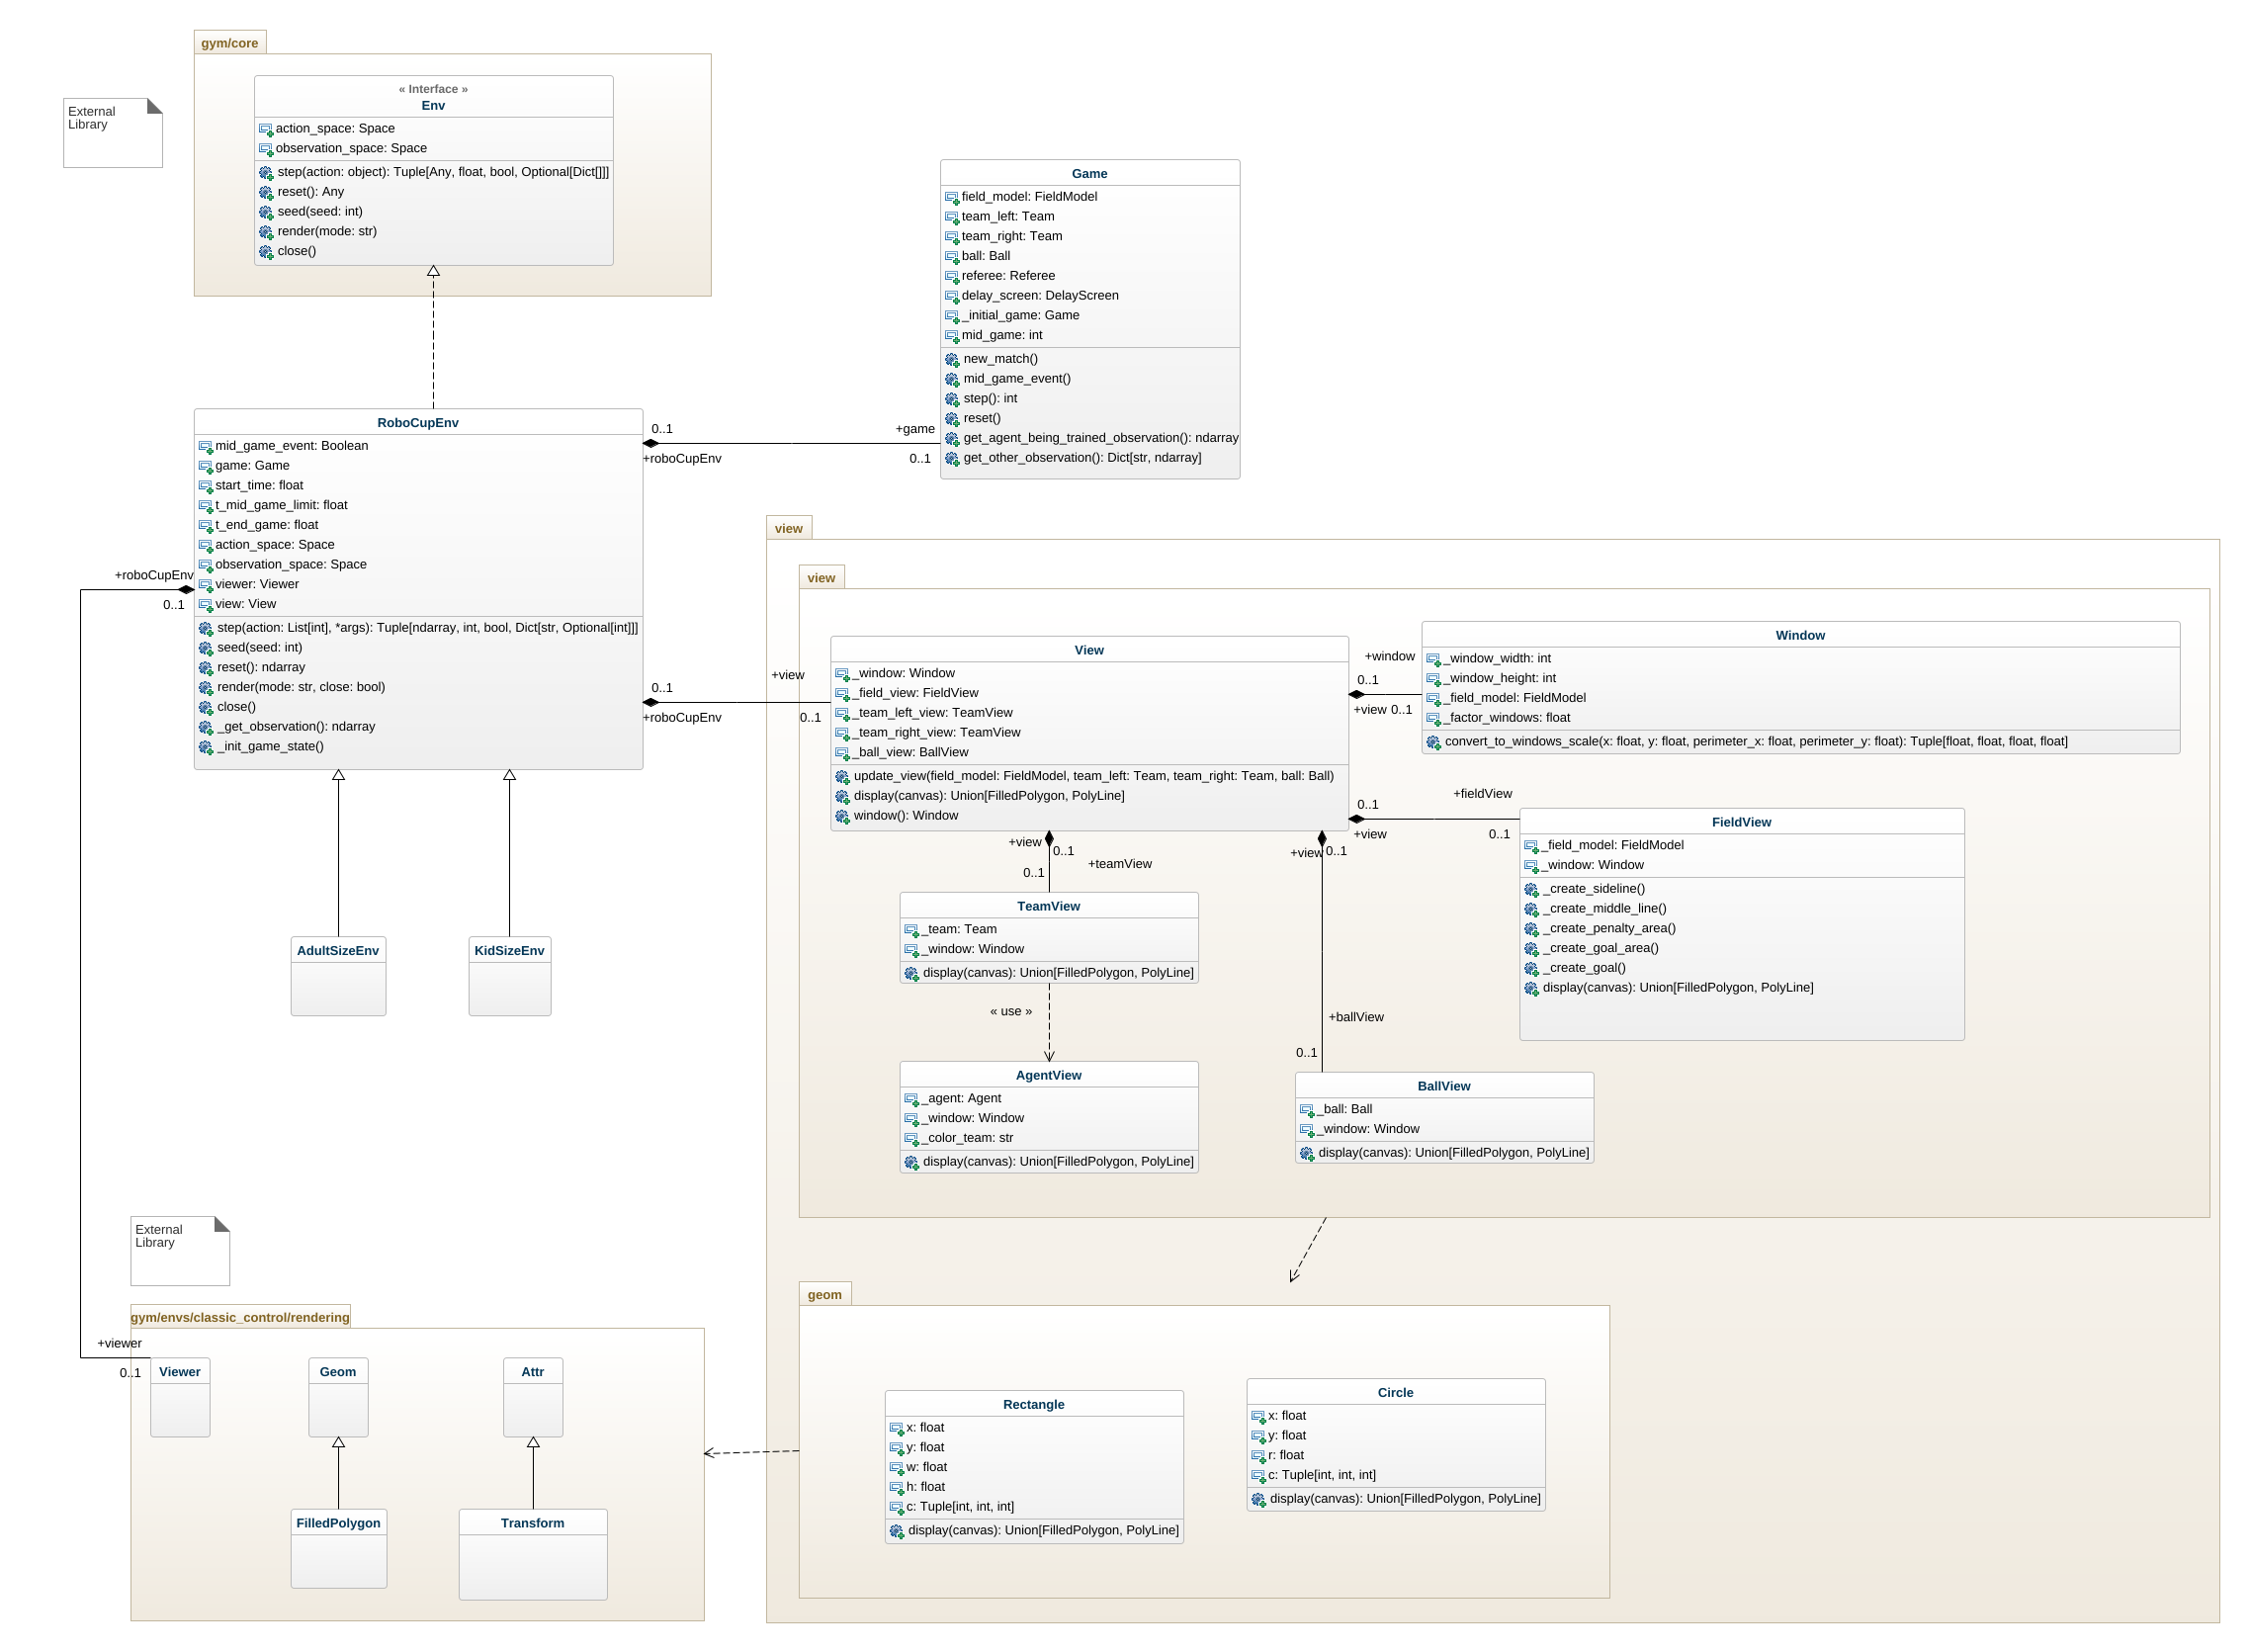 gym/core
External
Library
« Interface »
Env
action_space: Space
observation_space: Space
step(action: object): Tuple[Any, float, bool, Optional[Dict[]]]
reset(): Any
seed(seed: int)
render(mode: str)
close()
Game
field_model: FieldModel
team_left: Team
team_right: Team
ball: Ball
referee: Referee
delay_screen: DelayScreen
_initial_game: Game
mid_game: int
new_match()
mid_game_event()
step(): int
reset()
get_agent_being_trained_observation(): ndarray
get_other_observation(): Dict[str, ndarray]
RoboCupEnv
mid_game_event: Boolean
game: Game
start_time: float
t_mid_game_limit: float
t_end_game: float
action_space: Space
observation_space: Space
viewer: Viewer
view: View
step(action: List[int], *args): Tuple[ndarray, int, bool, Dict[str, Optional[int]]]
seed(seed: int)
reset(): ndarray
render(mode: str, close: bool)
close()
_get_observation(): ndarray
_init_game_state()
0..1
+game
+roboCupEnv
0..1
+roboCupEnv
0..1
0..1
+view
+roboCupEnv
0..1
view
view
View
_window: Window
_field_view: FieldView
_team_left_view: TeamView
_team_right_view: TeamView
_ball_view: BallView
update_view(field_model: FieldModel, team_left: Team, team_right: Team, ball: Ball)
display(canvas): Union[FilledPolygon, PolyLine]
window(): Window
+window
0..1
+view 0..1
Window
_window_width: int
_window_height: int
_field_model: FieldModel
_factor_windows: float
convert_to_windows_scale(x: float, y: float, perimeter_x: float, perimeter_y: float): Tuple[float, float, float, float]
+fieldView
0..1
+view
0..1
FieldView
_field_model: FieldModel
_window: Window
_create_sideline()
_create_middle_line()
_create_penalty_area()
_create_goal_area()
_create_goal()
display(canvas): Union[FilledPolygon, PolyLine]
+view
0..1
+teamView
0..1
+view
0..1
TeamView
_team: Team
_window: Window
display(canvas): Union[FilledPolygon, PolyLine]
« use »
AgentView
_agent: Agent
_window: Window
_color_team: str
display(canvas): Union[FilledPolygon, PolyLine]
+ballView
0..1
BallView
_ball: Ball
_window: Window
display(canvas): Union[FilledPolygon, PolyLine]
AdultSizeEnv
KidSizeEnv
External
Library
gym/envs/classic_control/rendering
+viewer
0..1
Viewer
Geom
Attr
FilledPolygon
Transform
geom
Rectangle
x: float
y: float
w: float
h: float
c: Tuple[int, int, int]
display(canvas): Union[FilledPolygon, PolyLine]
Circle
x: float
y: float
r: float
c: Tuple[int, int, int]
display(canvas): Union[FilledPolygon, PolyLine]